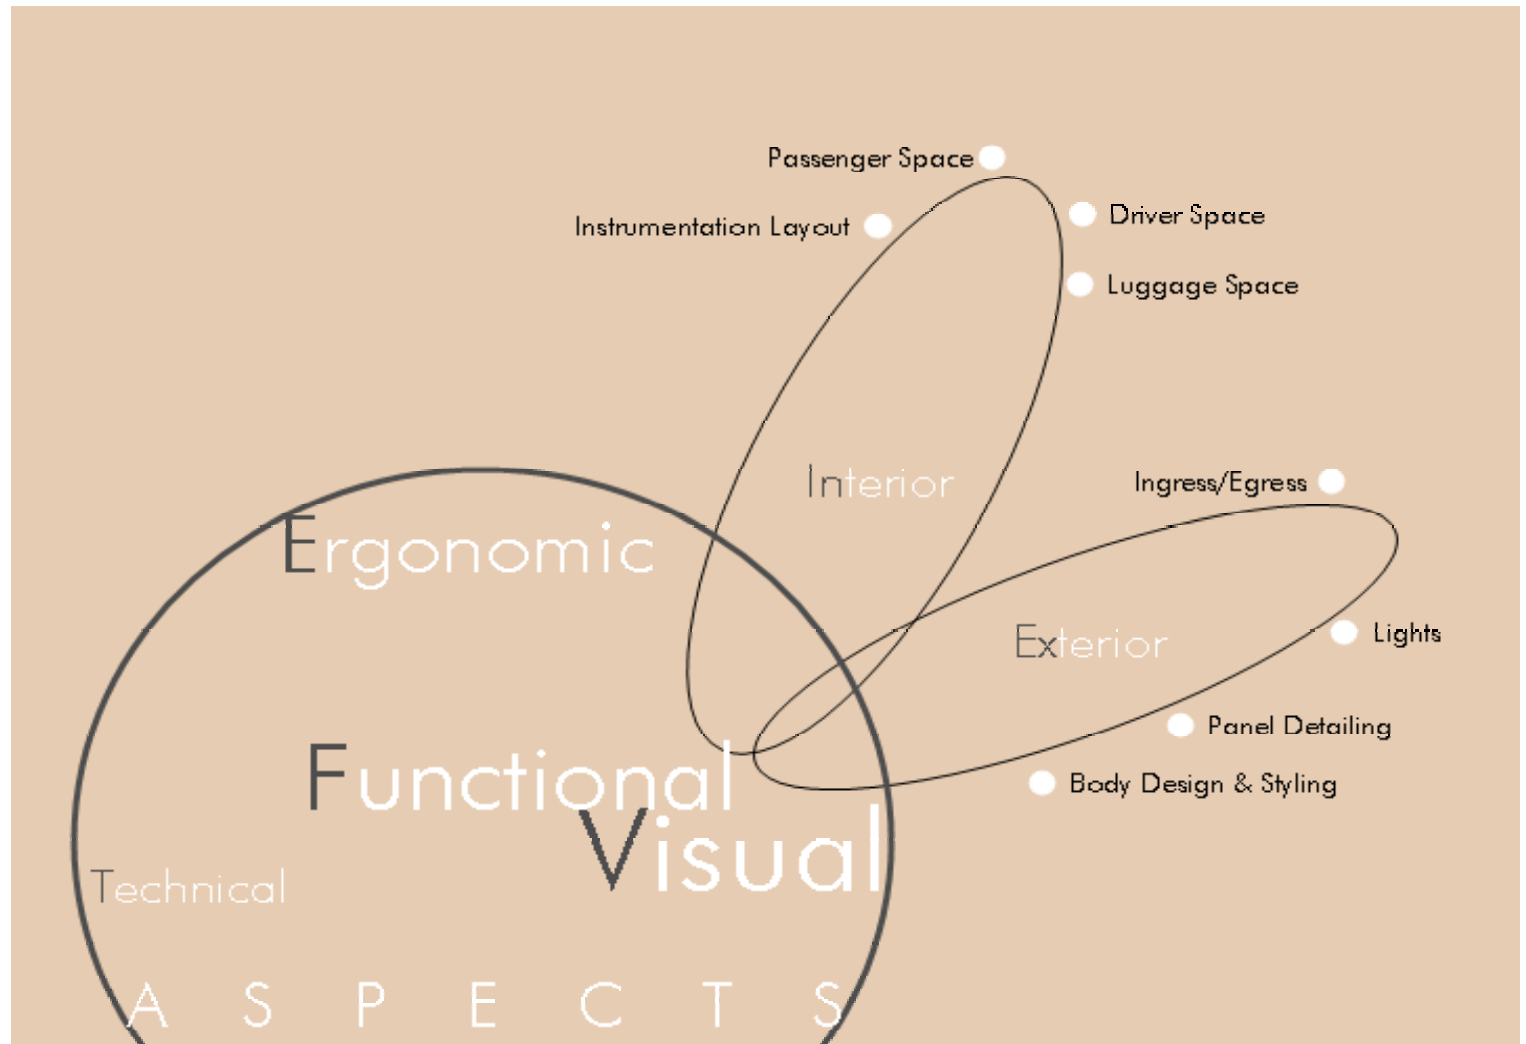 Passenger Space
Driver Space
Instrumentation Layout
Luggage Space
Interior
Ingress/Egress
Ergonomic
Exterior
Lights
Panel Detailing
Functional
Body Design & Styling
Visual
Technical
A S P E C T S